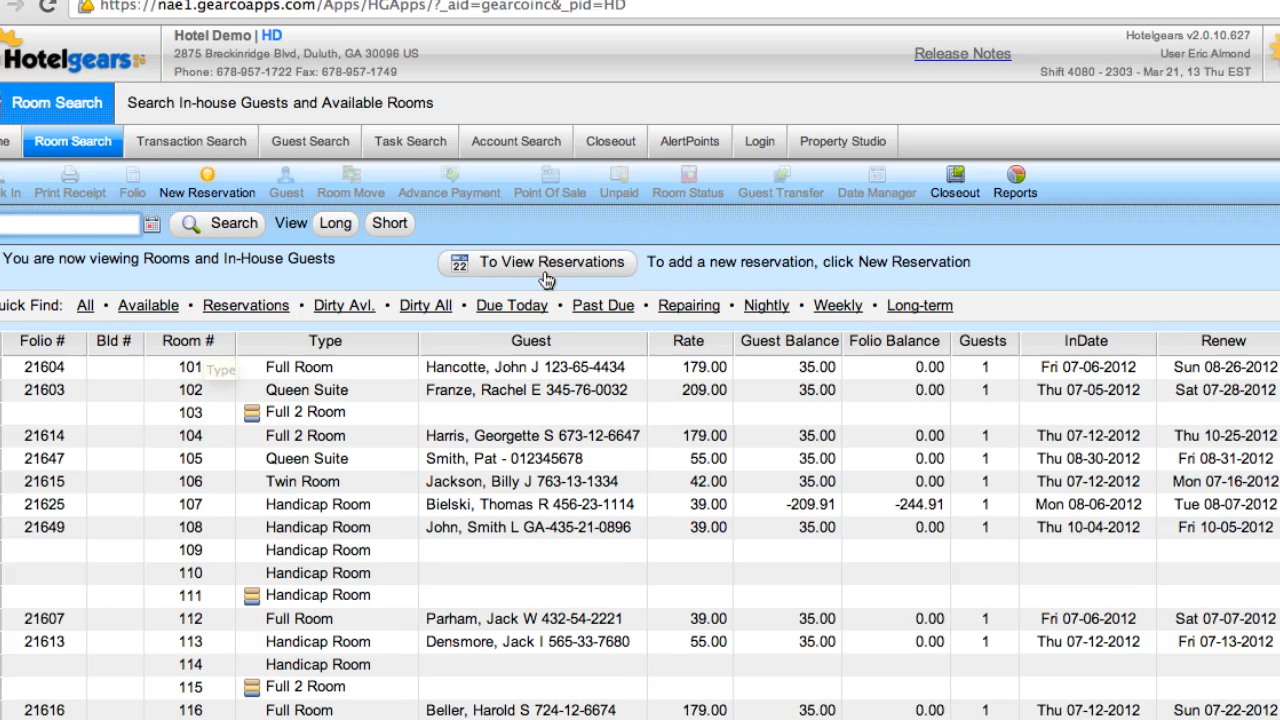 https://nae1.gearcoapps.com/Apps/HGApps/?_aid=gearcoinc&_pid=HD
Hotelgears
Hotel Demo | HD
2875 Breckinridge Blvd, Duluth, GA 30096 US
Phone: 678-957-1722 Fax: 678-957-1749
Release Notes
Hotelgears v2.0.10.627
User Eric Almond
Shift 4080 - 2303 - Mar 21, 13 Thu EST
Room Search Search In-house Guests and Available Rooms
ne Room Search Transaction Search Guest Search Task Search Account Search Closeout AlertPoints Login Property Studio
k In Print Receipt Folio New Reservation Guest Room Move Advance Payment Point Of Sale Unpaid Room Status Guest Transfer Date Manager Closeout Reports
Search View Long Short
You are now viewing Rooms and In-House Guests 22 To View Reservations To add a new reservation, click New Reservation
uick Find: All • Available • Reservations • Dirty Avl. • Dirty All • Due Today • Past Due • Repairing • Nightly • Weekly • Long-term
Folio # Bld # Room # Type Guest Rate Guest Balance Folio Balance Guests InDate Renew
21604 101 Type Full Room Hancotte, John J 123-65-4434 179.00 35.00 0.00 1 Fri 07-06-2012 Sun 08-26-2012
21603 102 Queen Suite Franze, Rachel E 345-76-0032 209.00 35.00 0.00 1 Thu 07-05-2012 Sat 07-28-2012
103 Full 2 Room
21614 104 Full 2 Room Harris, Georgette S 673-12-6647 179.00 35.00 0.00 1 Thu 07-12-2012 Thu 10-25-2012
21647 105 Queen Suite Smith, Pat - 012345678 55.00 35.00 0.00 1 Thu 08-30-2012 Fri 08-31-2012
21615 106 Twin Room Jackson, Billy J 763-13-1334 42.00 35.00 0.00 1 Thu 07-12-2012 Mon 07-16-2012
21625 107 Handicap Room Bielski, Thomas R 456-23-1114 39.00 -209.91 -244.91 1 Mon 08-06-2012 Tue 08-07-2012
21649 108 Handicap Room John, Smith L GA-435-21-0896 39.00 35.00 0.00 1 Thu 10-04-2012 Fri 10-05-2012
109 Handicap Room
110 Handicap Room
111 Handicap Room
21607 112 Full Room Parham, Jack W 432-54-2221 39.00 35.00 0.00 1 Fri 07-06-2012 Sat 07-07-2012
21613 113 Handicap Room Densmore, Jack I 565-33-7680 55.00 35.00 0.00 1 Thu 07-12-2012 Fri 07-13-2012
114 Handicap Room
115 Full 2 Room
21616 116 Full Room Beller, Harold S 724-12-6674 179.00 35.00 0.00 1 Thu 07-12-2012 Sun 07-22-2012